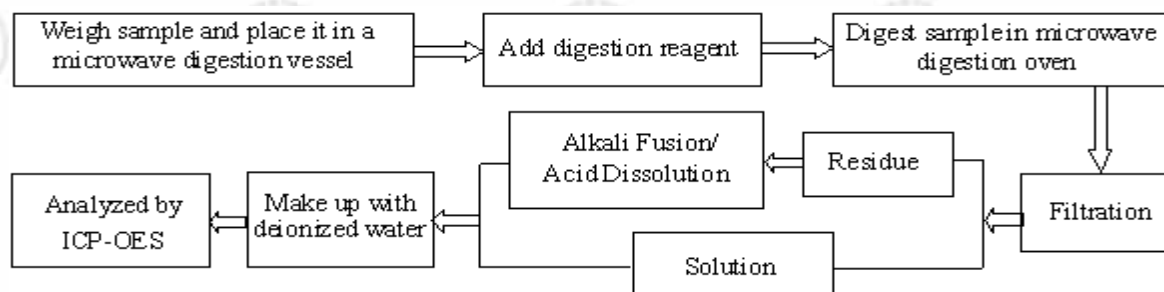 Weigh sample and place it in a
microwave digestion vessel
Add digestion reagent
Digest sample in microwave
digestion oven
Filtration
Residue
Alkali Fusion/
Acid Dissolution
Solution
Make up with
deionized water
Analyzed by
ICP-OES